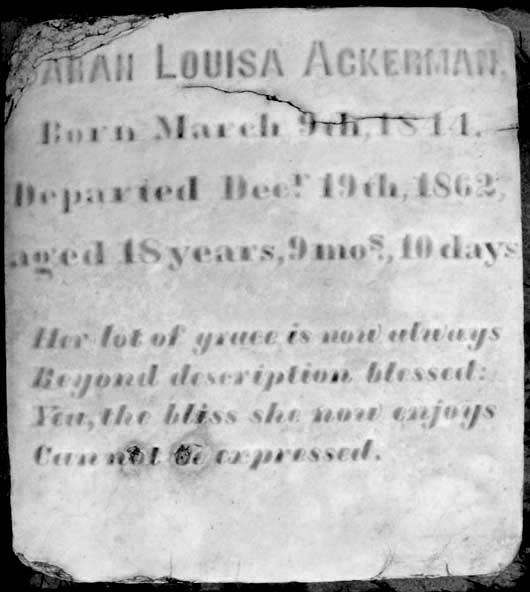 SARAH LOUISA ACKERMAN,
Born March 9th, 1844.
Departed Decr. 19th, 1862,
aged 18 years, 9 mos, 10 days
Her lot of grace is now always
Beyond description blessed:
Yea, the bliss she now enjoys
Cannot be expressed.